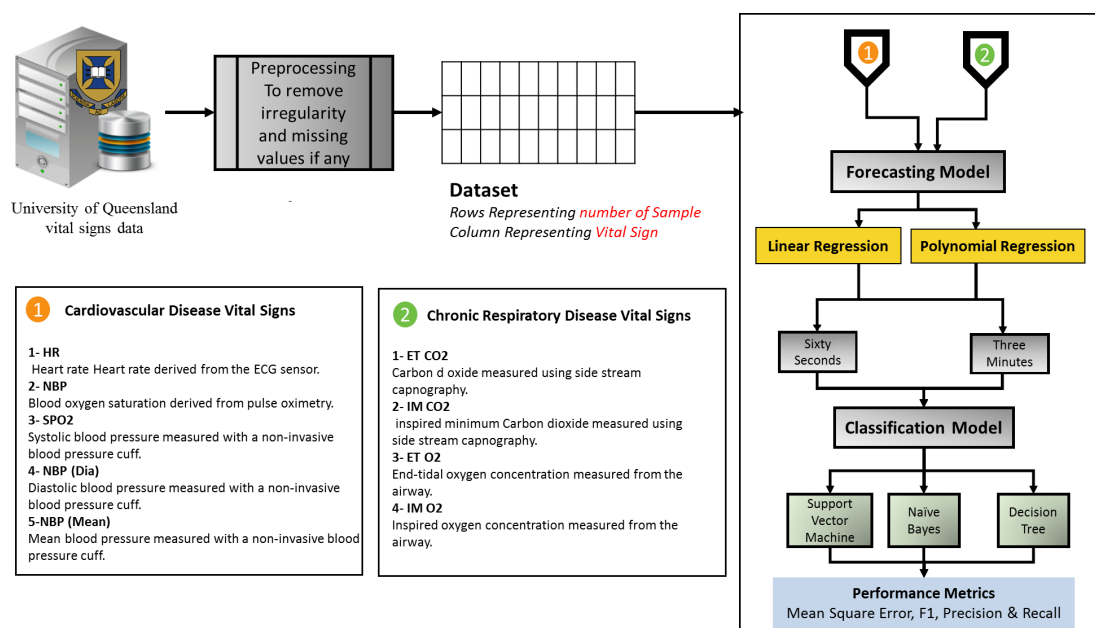 University of Queensland
vital signs data
Preprocessing
To remove
irregularity
and missing
values if any
Dataset
Rows Representing number of Sample
Column Representing Vital Sign
1 Cardiovascular Disease Vital Signs
1- HR
Heart rate Heart rate derived from the ECG sensor.
2- NBP
Blood oxygen saturation derived from pulse oximetry.
3- SPO2
Systolic blood pressure measured with a non-invasive
blood pressure cuff.
4- NBP (Dia)
Diastolic blood pressure measured with a non-invasive
blood pressure cuff.
5-NBP (Mean)
Mean blood pressure measured with a non-invasive blood
pressure cuff.
2 Chronic Respiratory Disease Vital Signs
1- ET CO2
Carbon d oxide measured using side stream
capnography.
2- IM CO2
inspired minimum Carbon dioxide measured using
side stream capnography.
3- ET O2
End-tidal oxygen concentration measured from the
airway.
4- IM O2
Inspired oxygen concentration measured from the
airway.
1
2
Forecasting Model
Linear Regression
Polynomial Regression
Sixty
Seconds
Three
Minutes
Classification Model
Support
Vector
Machine
Naïve
Bayes
Decision
Tree
Performance Metrics
Mean Square Error, F1, Precision & Recall